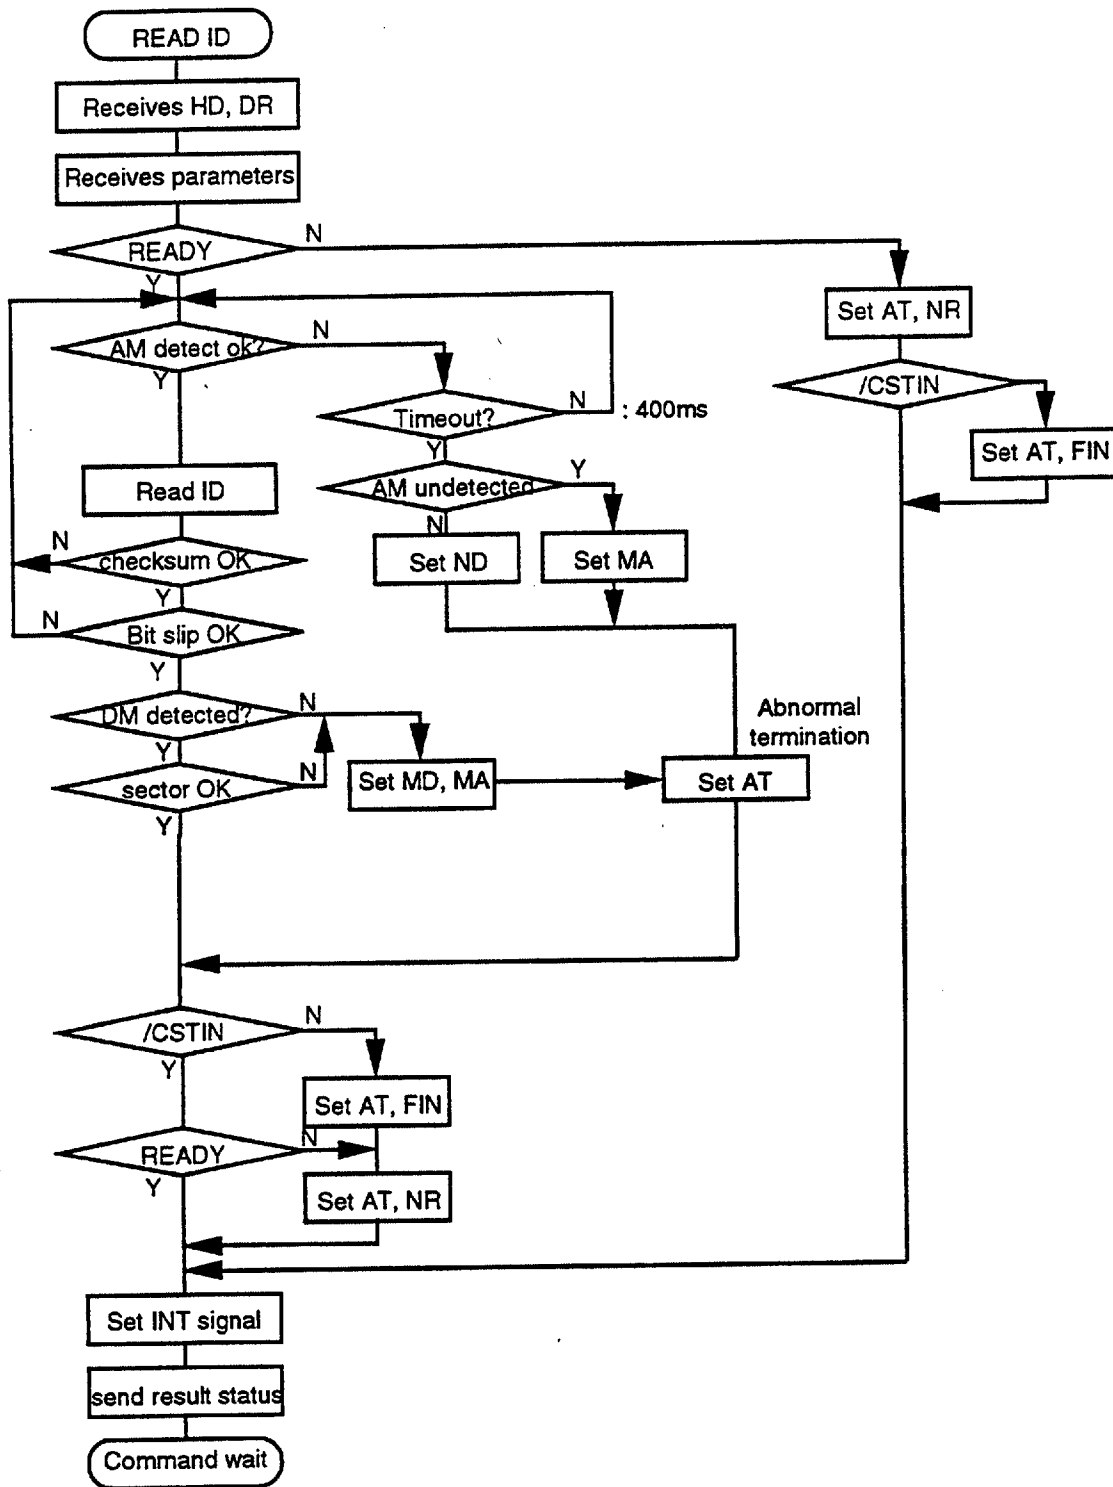 READ ID
Receives HD, DR
Receives parameters
READY
N
Y
Set AT, NR
AM detect ok?
N
Y
/CSTIN
Timeout?
N
: 400ms
Y
Set AT, FIN
AM undetected
Y
N
Read ID
Set ND
Set MA
checksum OK
N
Y
Bit slip OK
N
Y
DM detected?
N
Y
Abnormal
termination
sector OK
N
Y
Set MD, MA
Set AT
/CSTIN
N
Y
Set AT, FIN
READY
N
Y
Set AT, NR
Set INT signal
send result status
Command wait